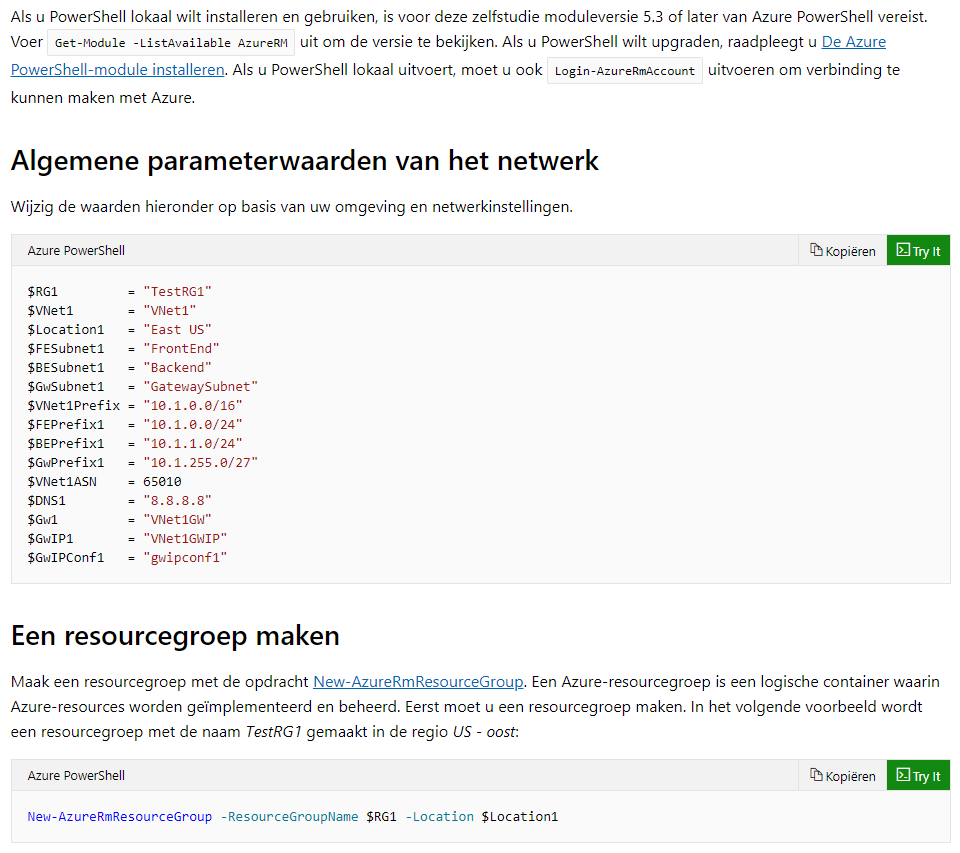 Als u PowerShell lokaal wilt installeren en gebruiken, is voor deze zelfstudie moduleversie 5.3 of later van Azure PowerShell vereist.
Voer Get-Module -ListAvailable AzureRM uit om de versie te bekijken. Als u PowerShell wilt upgraden, raadpleegt u De Azure
PowerShell-module installeren. Als u PowerShell lokaal uitvoert, moet u ook Login-AzureRmAccount uitvoeren om verbinding te
kunnen maken met Azure.
Algemene parameterwaarden van het netwerk
Wijzig de waarden hieronder op basis van uw omgeving en netwerkinstellingen.
Azure PowerShell Kopiëren Try It
$RG1         = "TestRG1"
$VNet1       = "VNet1"
$Location1   = "East US"
$FESubnet1   = "FrontEnd"
$BESubnet1   = "Backend"
$GwSubnet1   = "GatewaySubnet"
$VNet1Prefix = "10.1.0.0/16"
$FEPrefix1   = "10.1.0.0/24"
$BEPrefix1   = "10.1.1.0/24"
$GwPrefix1   = "10.1.255.0/27"
$VNet1ASN    = 65010
$DNS1        = "8.8.8.8"
$Gw1         = "VNet1GW"
$GwIP1       = "VNet1GWIP"
$GwIPConf1   = "gwipconf1"
Een resourcegroep maken
Maak een resourcegroep met de opdracht New-AzureRmResourceGroup. Een Azure-resourcegroep is een logische container waarin
Azure-resources worden geïmplementeerd en beheerd. Eerst moet u een resourcegroep maken. In het volgende voorbeeld wordt
een resourcegroep met de naam TestRG1 gemaakt in de regio US - oost:
Azure PowerShell Kopiëren Try It
New-AzureRmResourceGroup -ResourceGroupName $RG1 -Location $Location1